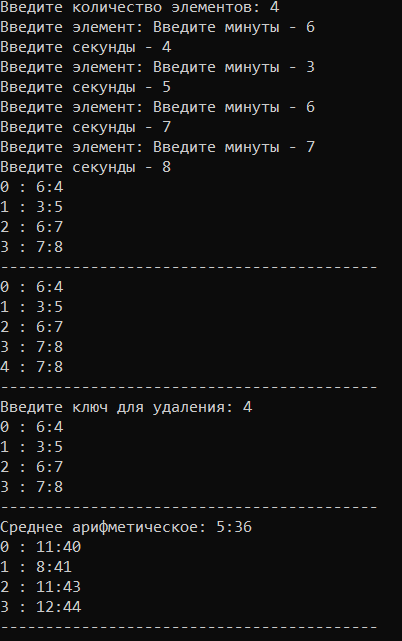 Введите количество элементов: 4
Введите элемент: Введите минуты - 6
Введите секунды - 4
Введите элемент: Введите минуты - 3
Введите секунды - 5
Введите элемент: Введите минуты - 6
Введите секунды - 7
Введите элемент: Введите минуты - 7
Введите секунды - 8
0 : 6:4
1 : 3:5
2 : 6:7
3 : 7:8
------------------------------------------
0 : 6:4
1 : 3:5
2 : 6:7
3 : 7:8
4 : 7:8
------------------------------------------
Введите ключ для удаления: 4
0 : 6:4
1 : 3:5
2 : 6:7
3 : 7:8
------------------------------------------
Среднее арифметическое: 5:36
0 : 11:40
1 : 8:41
2 : 11:43
3 : 12:44
------------------------------------------